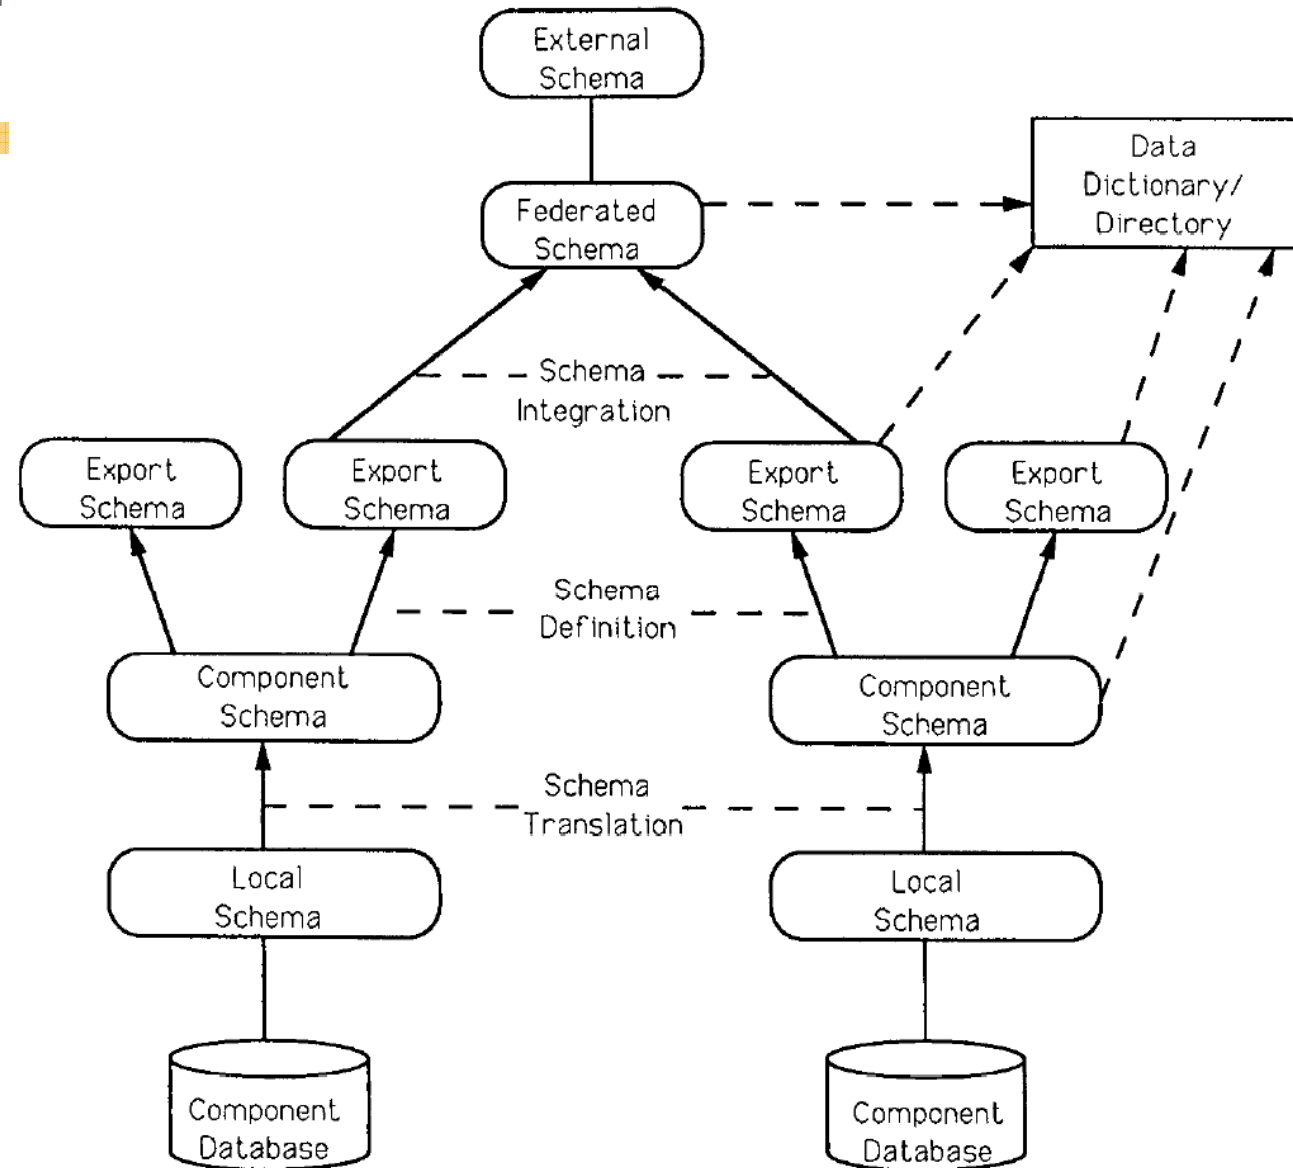 External
Schema
Data
Dictionary/
Directory
Federated
Schema
Schema
Integration
Export
Schema
Export
Schema
Export
Schema
Export
Schema
Schema
Definition
Component
Schema
Component
Schema
Schema
Translation
Local
Schema
Local
Schema
Component
Database
Component
Database